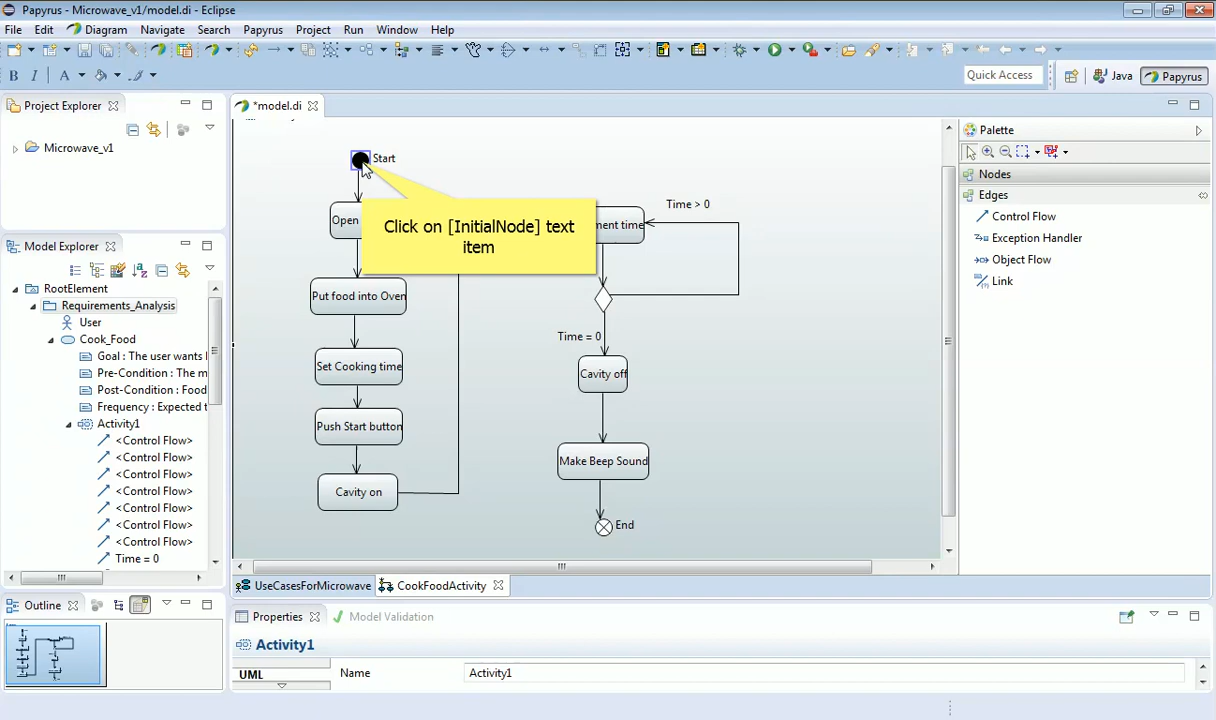 Papyrus - Microwave_v1/model.di - Eclipse
File Edit Diagram Navigate Search Papyrus Project Run Window Help
B I A
Quick Access
Java
Papyrus
Project Explorer
Microwave_v1
Model Explorer
RootElement
Requirements_Analysis
User
Cook_Food
Goal : The user wants
Pre-Condition : The m
Post-Condition : Food
Frequency : Expected t
Activity1
<Control Flow>
<Control Flow>
<Control Flow>
<Control Flow>
<Control Flow>
<Control Flow>
<Control Flow>
Time = 0
Outline
*model.di
Start
Open
Click on [InitialNode] text
item
ment time
Time > 0
Put food into Oven
Time = 0
Set Cooking time
Cavity off
Push Start button
Make Beep Sound
Cavity on
End
UseCasesForMicrowave
CookFoodActivity
Palette
Nodes
Edges
Control Flow
Exception Handler
Object Flow
Link
Properties
Model Validation
Activity1
UML
Name
Activity1